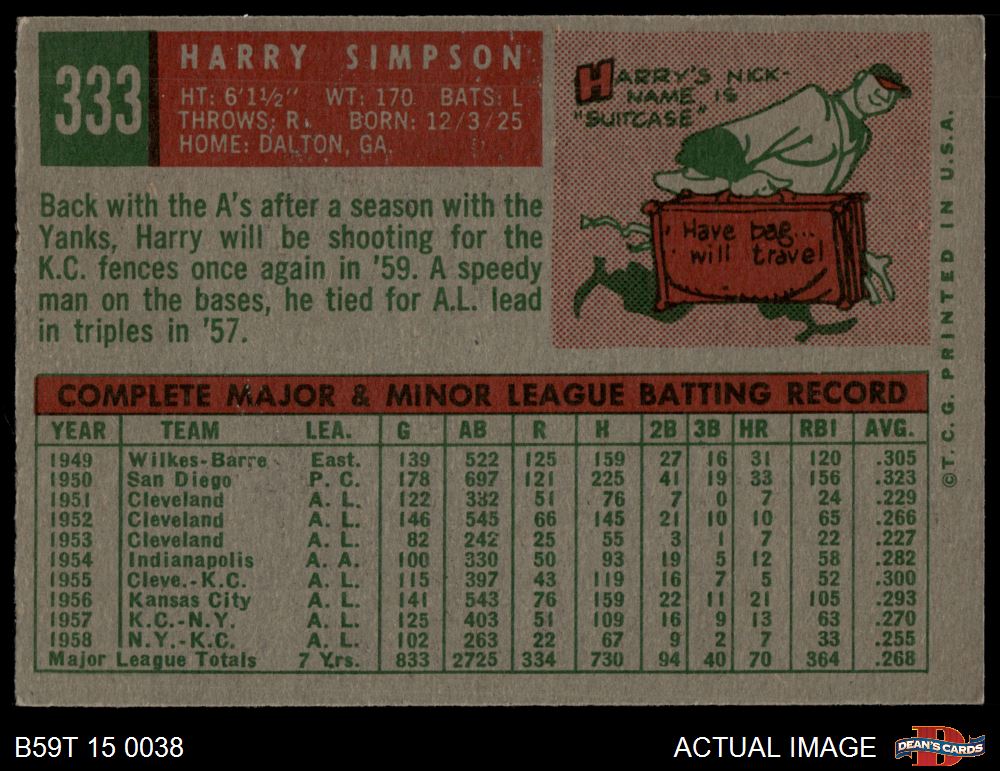 333
HARRY SIMPSON
HT: 6'1½" WT: 170 BATS: L
THROWS: R. BORN: 12/3/25
HOME: DALTON, GA.
HARRY'S NICK-
NAME, IS
"SUITCASE"
Have bag...
will travel
Back with the A's after a season with the
Yanks, Harry will be shooting for the
K.C. fences once again in '59. A speedy
man on the bases, he tied for A.L. lead
in triples in '57.
©T. C. G. PRINTED IN U.S.A.
COMPLETE MAJOR & MINOR LEAGUE BATTING RECORD
YEAR TEAM LEA. G AB R H 2B 3B HR RBI AVG.
1949 Wilkes-Barre East. 139 522 125 159 27 16 31 120 .305
1950 San Diego P. C. 178 697 121 225 41 19 33 156 .323
1951 Cleveland A. L. 122 332 51 76 7 0 7 24 .229
1952 Cleveland A. L. 146 545 66 145 21 10 10 65 .266
1953 Cleveland A. L. 82 242 25 55 3 1 7 22 .227
1954 Indianapolis A. A. 100 330 50 93 19 5 12 58 .282
1955 Cleve.-K.C. A. L. 115 397 43 119 16 7 5 52 .300
1956 Kansas City A. L. 141 543 76 159 22 11 21 105 .293
1957 K.C.-N.Y. A. L. 125 403 51 109 16 9 13 63 .270
1958 N.Y.-K.C. A. L. 102 263 22 67 9 2 7 33 .255
Major League Totals 7 Yrs. 833 2725 334 730 94 40 70 364 .268
B59T 15 0038
ACTUAL IMAGE
DEAN'S CARDS